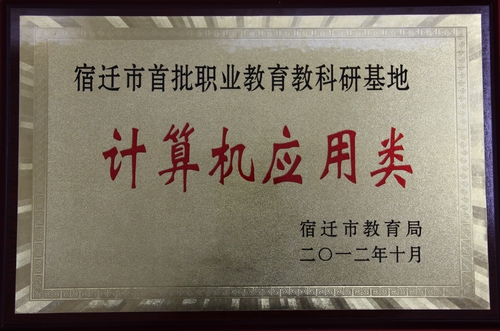 宿迁市首批职业教育教科研基地
计算机应用类
宿迁市教育局
二〇一二年十月